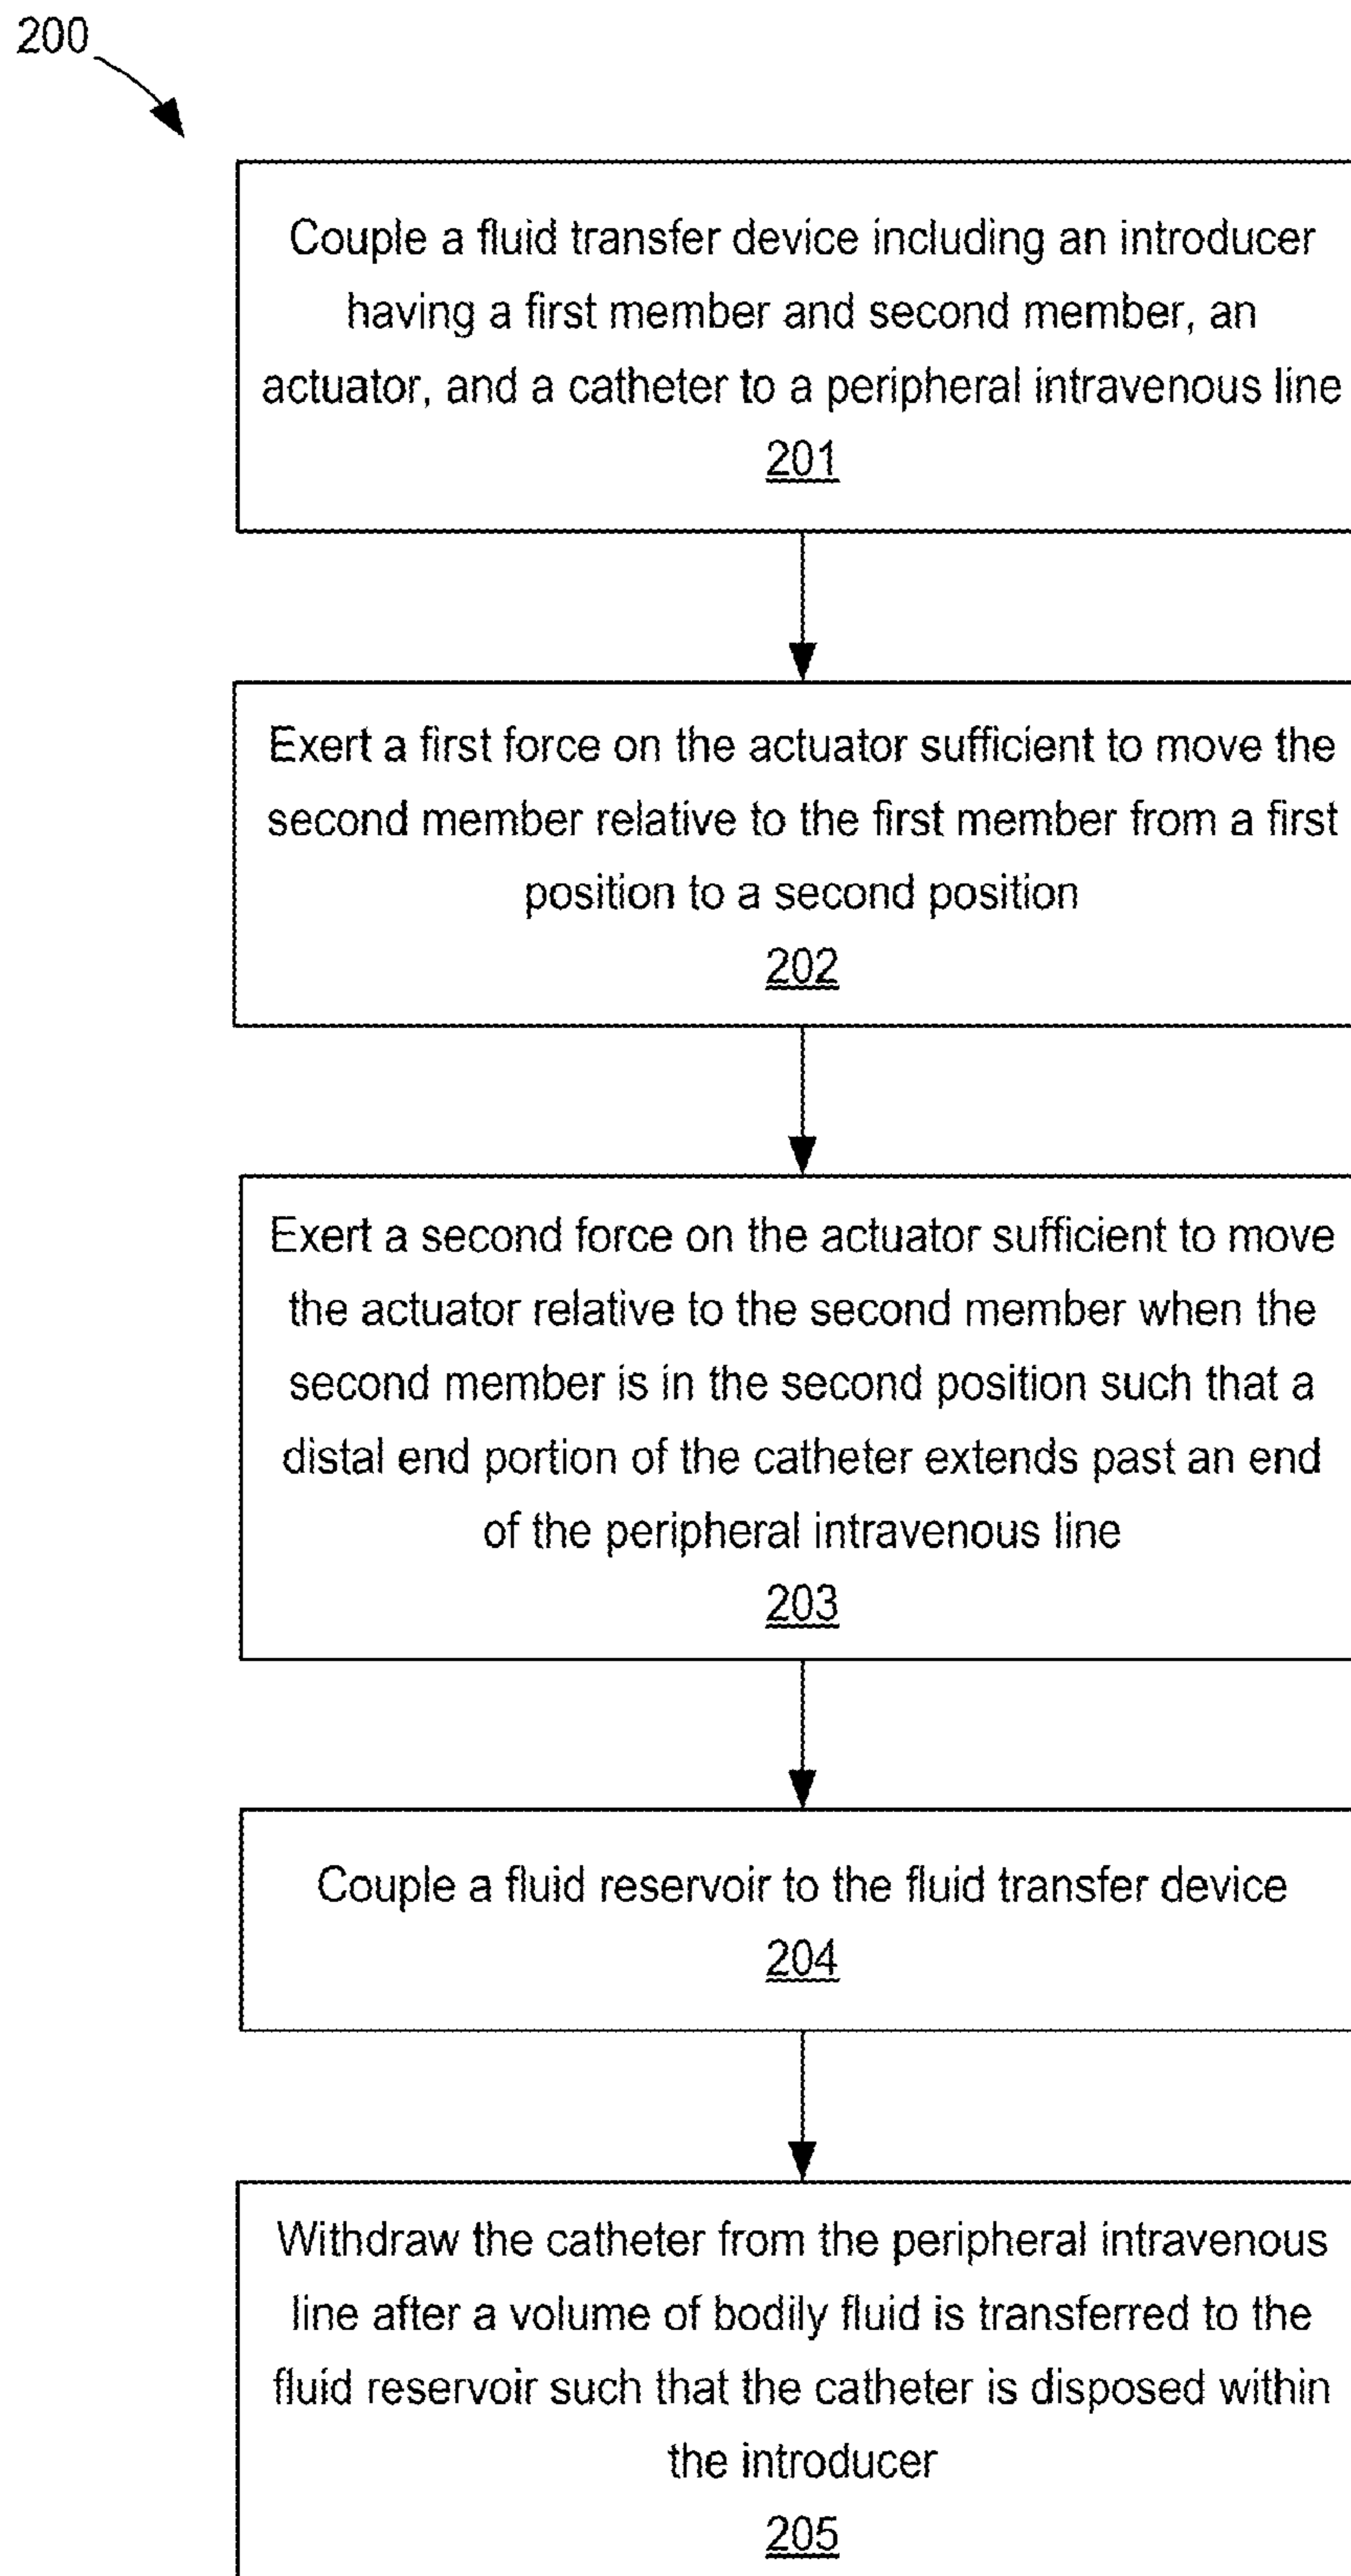 200
Couple a fluid transfer device including an introducer
having a first member and second member, an
actuator, and a catheter to a peripheral intravenous line
201
Exert a first force on the actuator sufficient to move the
second member relative to the first member from a first
position to a second position
202
Exert a second force on the actuator sufficient to move
the actuator relative to the second member when the
second member is in the second position such that a
distal end portion of the catheter extends past an end
of the peripheral intravenous line
203
Couple a fluid reservoir to the fluid transfer device
204
Withdraw the catheter from the peripheral intravenous
line after a volume of bodily fluid is transferred to the
fluid reservoir such that the catheter is disposed within
the introducer
205